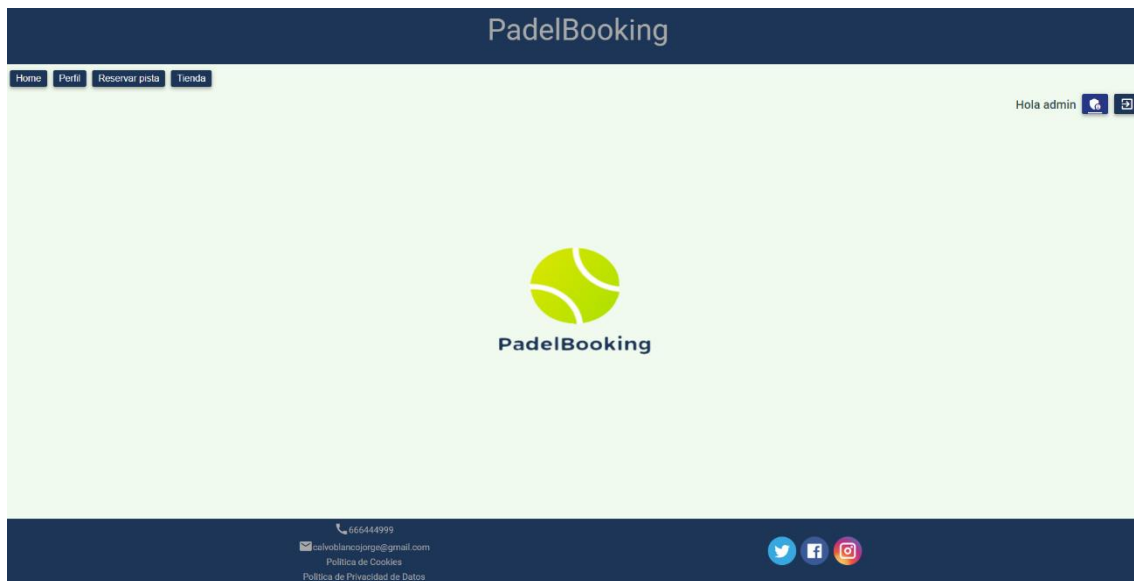 PadelBooking
Home Perfil Reservar pista Tienda
Hola admin
PadelBooking
666444999
calvoblancojorge@gmail.com
Política de Cookies
Política de Privacidad de Datos